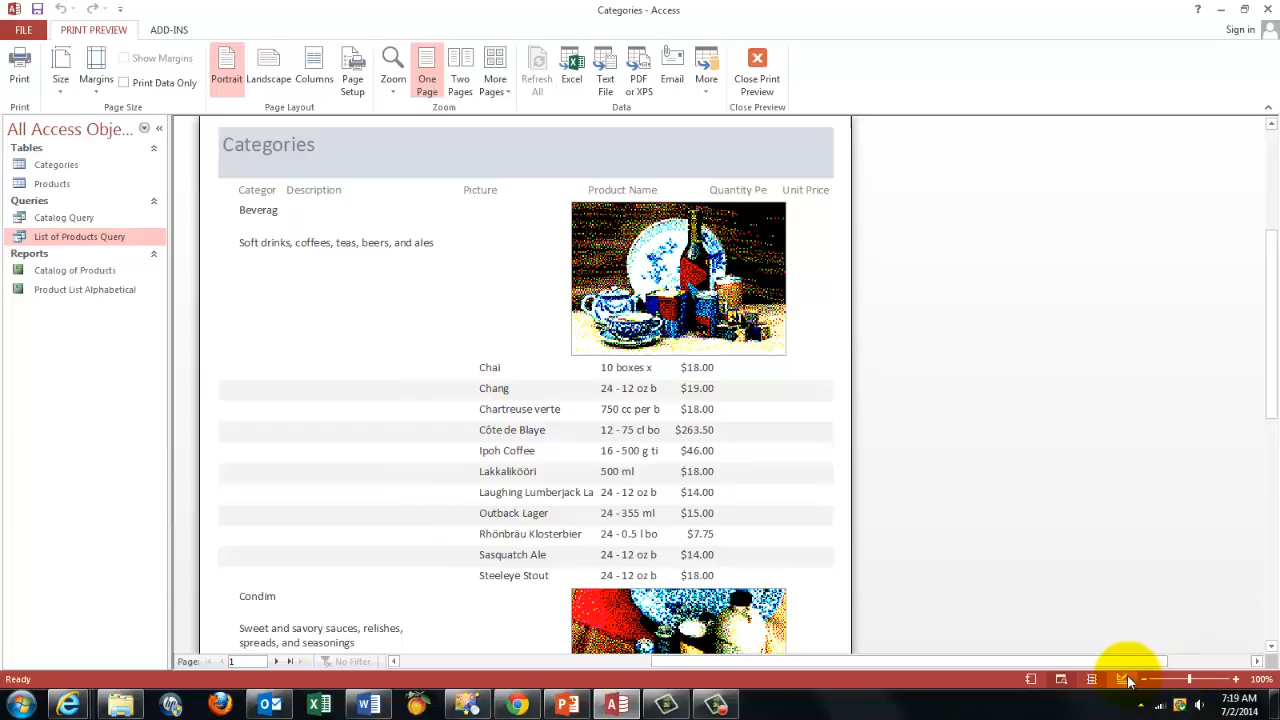 Categories - Access
?
Sign in
FILE
PRINT PREVIEW
ADD-INS
Print
Size
Margins
Show Margins
Print Data Only
Portrait
Landscape
Columns
Page Setup
Zoom
One Page
Two Pages
More Pages
Refresh All
Excel
Text File
PDF or XPS
Email
More
Close Print Preview
Print
Page Size
Page Layout
Zoom
Data
Close Preview
All Access Obje...
Tables
Categories
Products
Queries
Catalog Query
List of Products Query
Reports
Catalog of Products
Product List Alphabetical
Categories
Categor Description Picture Product Name Quantity Pe Unit Price
Beverag
Soft drinks, coffees, teas, beers, and ales
Chai 10 boxes x $18.00
Chang 24 - 12 oz b $19.00
Chartreuse verte 750 cc per b $18.00
Côte de Blaye 12 - 75 cl bo $263.50
Ipoh Coffee 16 - 500 g ti $46.00
Lakkalikööri 500 ml $18.00
Laughing Lumberjack La 24 - 12 oz b $14.00
Outback Lager 24 - 355 ml $15.00
Rhönbräu Klosterbier 24 - 0.5 l bo $7.75
Sasquatch Ale 24 - 12 oz b $14.00
Steeleye Stout 24 - 12 oz b $18.00
Condim
Sweet and savory sauces, relishes,
spreads, and seasonings
Page: 1 No Filter
Ready
100%
7:19 AM
7/2/2014